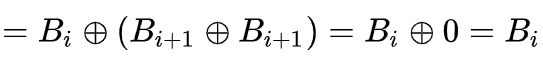 = B_i ⊕ (B_{i+1} ⊕ B_{i+1}) = B_i ⊕ 0 = B_i